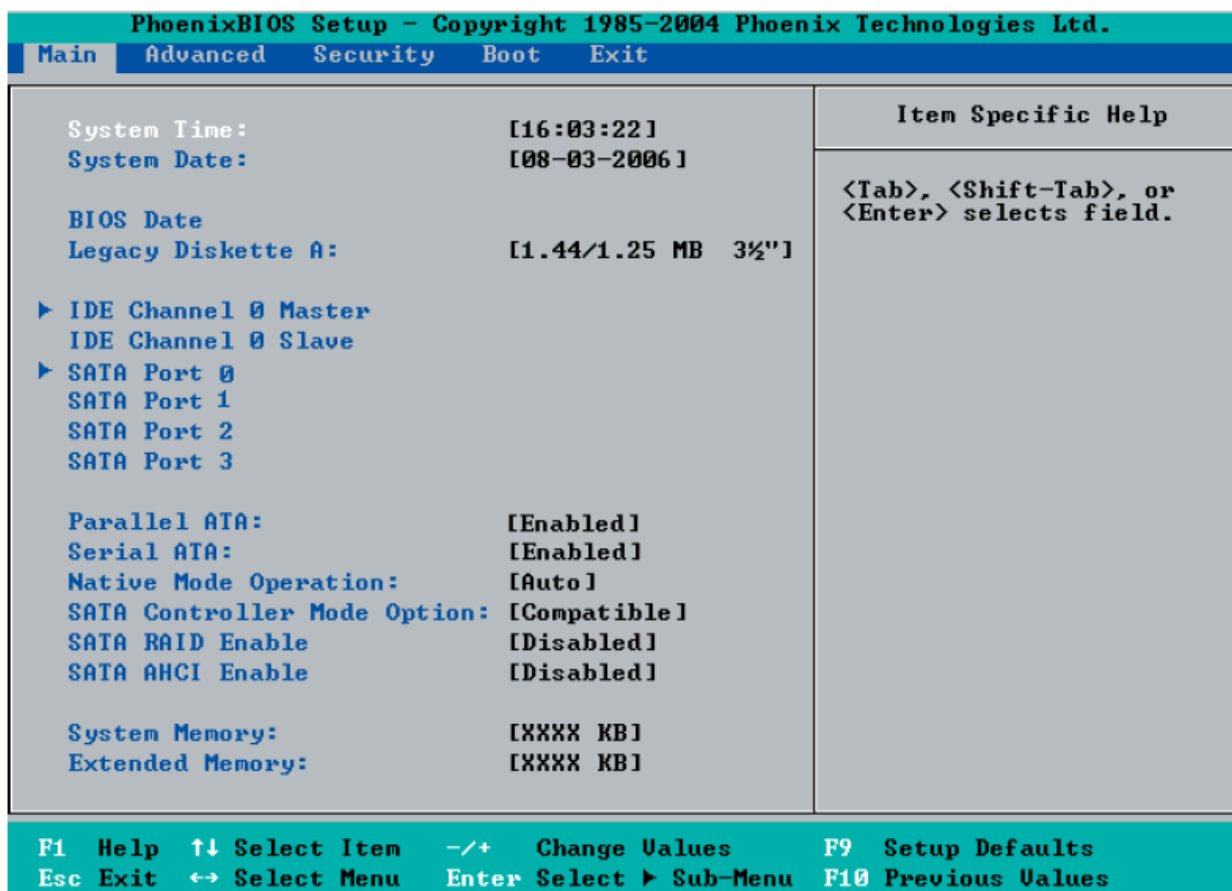 PhoenixBIOS Setup - Copyright 1985-2004 Phoenix Technologies Ltd.
Main Advanced Security Boot Exit
System Time: [16:03:22]
System Date: [08-03-2006]
BIOS Date
Legacy Diskette A: [1.44/1.25 MB 3½"]
▶ IDE Channel 0 Master
IDE Channel 0 Slave
▶ SATA Port 0
SATA Port 1
SATA Port 2
SATA Port 3
Parallel ATA: [Enabled]
Serial ATA: [Enabled]
Native Mode Operation: [Auto]
SATA Controller Mode Option: [Compatible]
SATA RAID Enable [Disabled]
SATA AHCI Enable [Disabled]
System Memory: [XXXX KB]
Extended Memory: [XXXX KB]
Item Specific Help
<Tab>, <Shift-Tab>, or
<Enter> selects field.
F1 Help ↑↓ Select Item -/+ Change Values F9 Setup Defaults
Esc Exit ↔ Select Menu Enter Select ▶ Sub-Menu F10 Previous Values